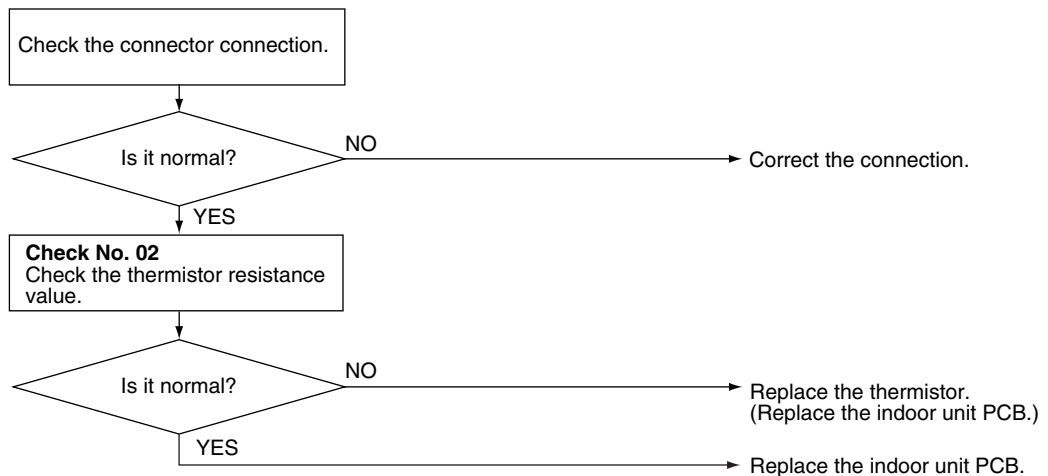 Check the connector connection.
Is it normal?
NO
Correct the connection.
YES
Check No. 02
Check the thermistor resistance
value.
Is it normal?
NO
Replace the thermistor.
(Replace the indoor unit PCB.)
YES
Replace the indoor unit PCB.